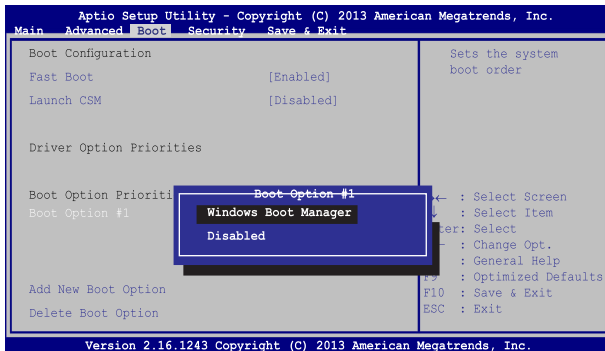 Aptio Setup Utility - Copyright (C) 2013 American Megatrends, Inc.
Main Advanced Boot Security Save & Exit
Boot Configuration
Fast Boot [Enabled]
Launch CSM [Disabled]
Driver Option Priorities
Boot Option Prioriti
Boot Option #1
Boot Option #1
Windows Boot Manager
Disabled
Add New Boot Option
Delete Boot Option
Sets the system
boot order
→← : Select Screen
: Select Item
ter: Select
: Change Opt.
: General Help
F9 : Optimized Defaults
F10 : Save & Exit
ESC : Exit
Version 2.16.1243 Copyright (C) 2013 American Megatrends, Inc.